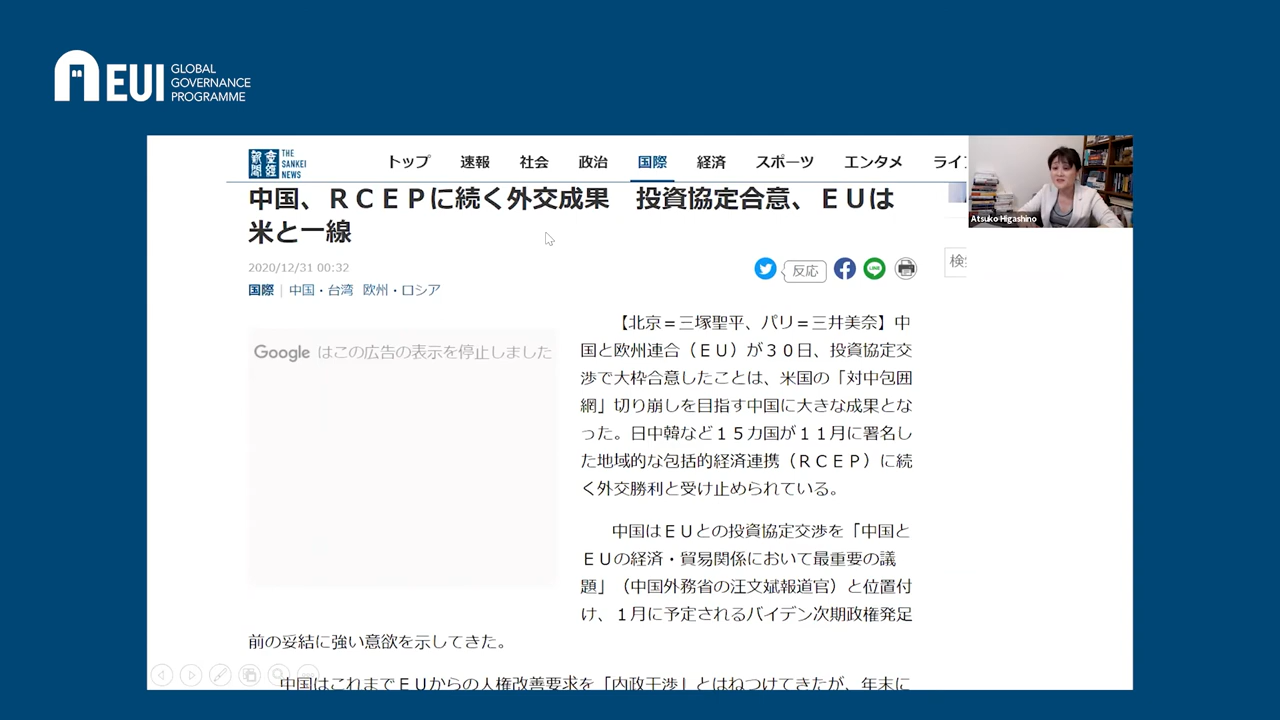 EUI
GLOBAL
GOVERNANCE
PROGRAMME
産経
新聞
THE
SANKEI
NEWS
トップ 速報 社会 政治 国際 経済 スポーツ エンタメ ライ
Atsuko Higashino
中国、ＲＣＥＰに続く外交成果　投資協定合意、ＥＵは
米と一線
2020/12/31 00:32
反応
LINE
検
国際 | 中国・台湾 欧州・ロシア
Google はこの広告の表示を停止しました
【北京＝三塚聖平、パリ＝三井美奈】中
国と欧州連合（ＥＵ）が３０日、投資協定交
渉で大枠合意したことは、米国の「対中包囲
網」切り崩しを目指す中国に大きな成果とな
った。日中韓など１５カ国が１１月に署名し
た地域的な包括的経済連携（ＲＣＥＰ）に続
く外交勝利と受け止められている。
中国はＥＵとの投資協定交渉を「中国と
ＥＵの経済・貿易関係において最重要の議
題」（中国外務省の汪文斌報道官）と位置付
け、１月に予定されるバイデン次期政権発足
前の妥結に強い意欲を示してきた。
中国はこれまでＥＵからの人権改善要求を「内政干渉」とはねつけてきたが、年末に